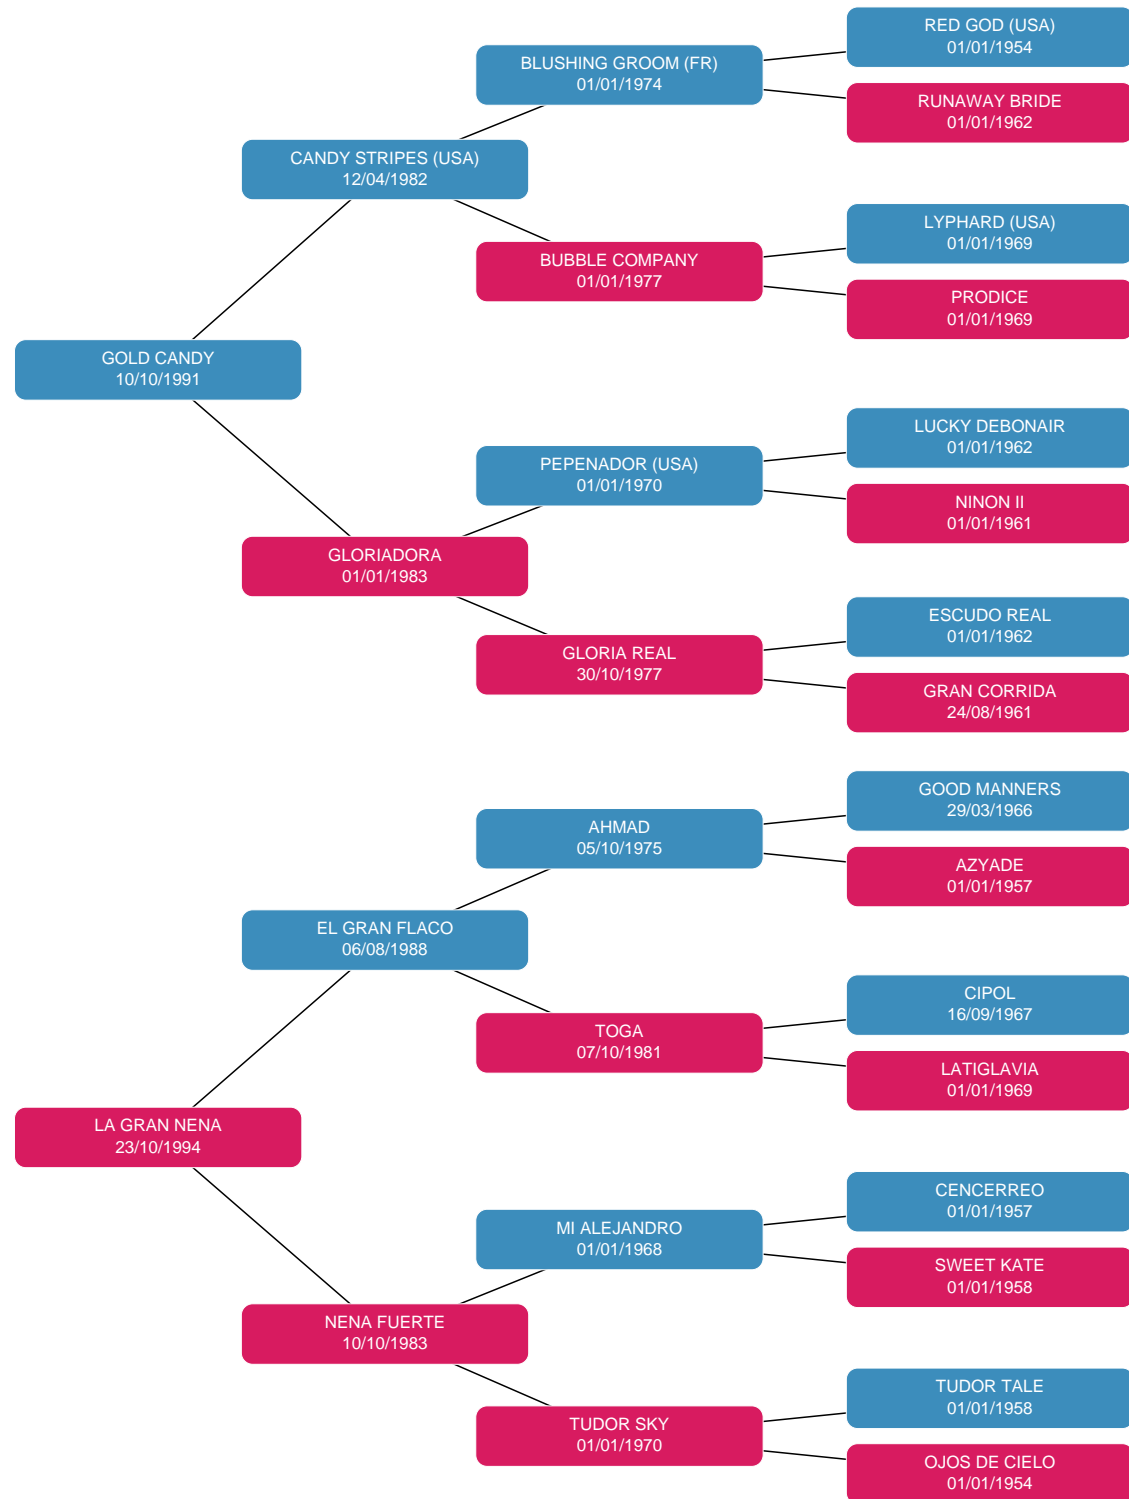 RED GOD (USA)
01/01/1954
BLUSHING GROOM (FR)
01/01/1974
RUNAWAY BRIDE
01/01/1962
CANDY STRIPES (USA)
12/04/1982
LYPHARD (USA)
01/01/1969
BUBBLE COMPANY
01/01/1977
PRODICE
01/01/1969
GOLD CANDY
10/10/1991
LUCKY DEBONAIR
01/01/1962
PEPENADOR (USA)
01/01/1970
NINON II
01/01/1961
GLORIADORA
01/01/1983
ESCUDO REAL
01/01/1962
GLORIA REAL
30/10/1977
GRAN CORRIDA
24/08/1961
GOOD MANNERS
29/03/1966
AHMAD
05/10/1975
AZYADE
01/01/1957
EL GRAN FLACO
06/08/1988
CIPOL
16/09/1967
TOGA
07/10/1981
LATIGLAVIA
01/01/1969
LA GRAN NENA
23/10/1994
CENCERREO
01/01/1957
MI ALEJANDRO
01/01/1968
SWEET KATE
01/01/1958
NENA FUERTE
10/10/1983
TUDOR TALE
01/01/1958
TUDOR SKY
01/01/1970
OJOS DE CIELO
01/01/1954